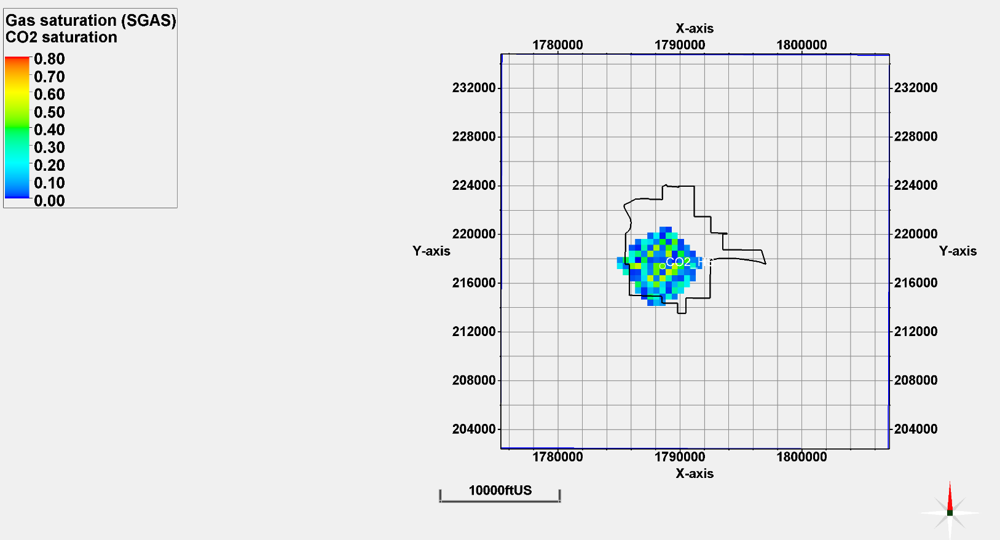 Gas saturation (SGAS)
CO2 saturation
0.80
0.70
0.60
0.50
0.40
0.30
0.20
0.10
0.00
X-axis
1780000 1790000 1800000
232000 232000
228000 228000
224000 224000
220000 220000
Y-axis Y-axis
216000 216000
212000 212000
208000 208000
204000 204000
1780000 1790000 1800000
X-axis
10000ftUS